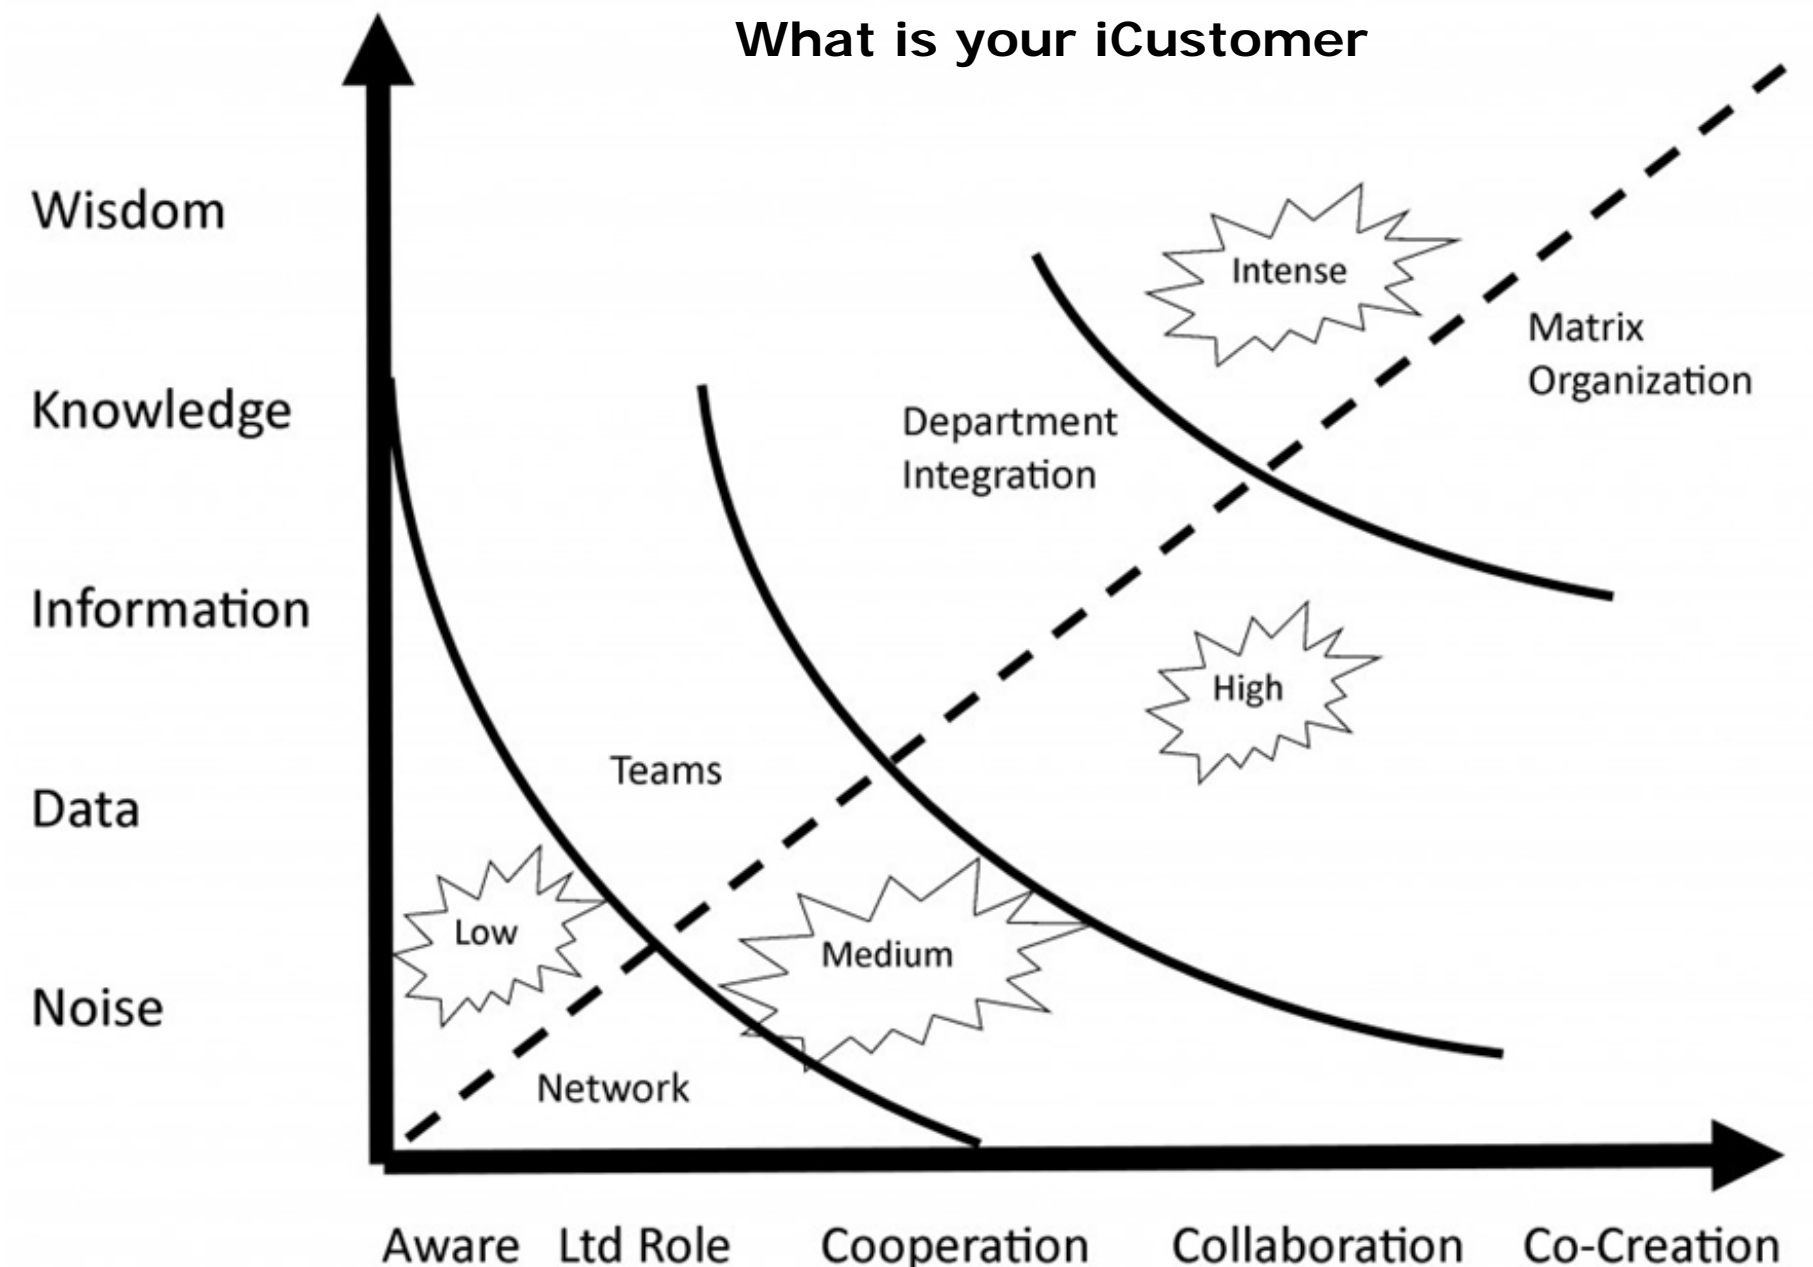 What is your iCustomer
Wisdom
Intense
Matrix
Organization
Knowledge
Department
Integration
Information
High
Teams
Data
Low
Medium
Noise
Network
Aware
Ltd Role
Cooperation
Collaboration
Co-Creation